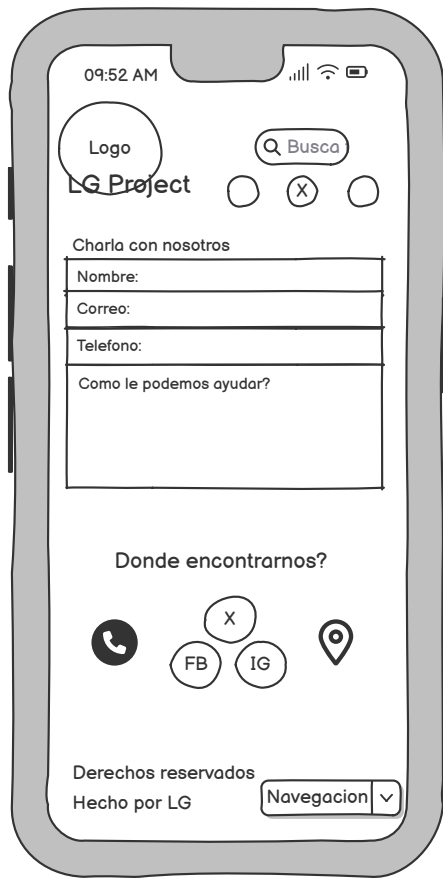 09:52 AM
Logo
Busca
LG Project
X
Charla con nosotros
Nombre:
Correo:
Telefono:
Como le podemos ayudar?
Donde encontrarnos?
X
FB IG
Derechos reservados
Hecho por LG
Navegacion